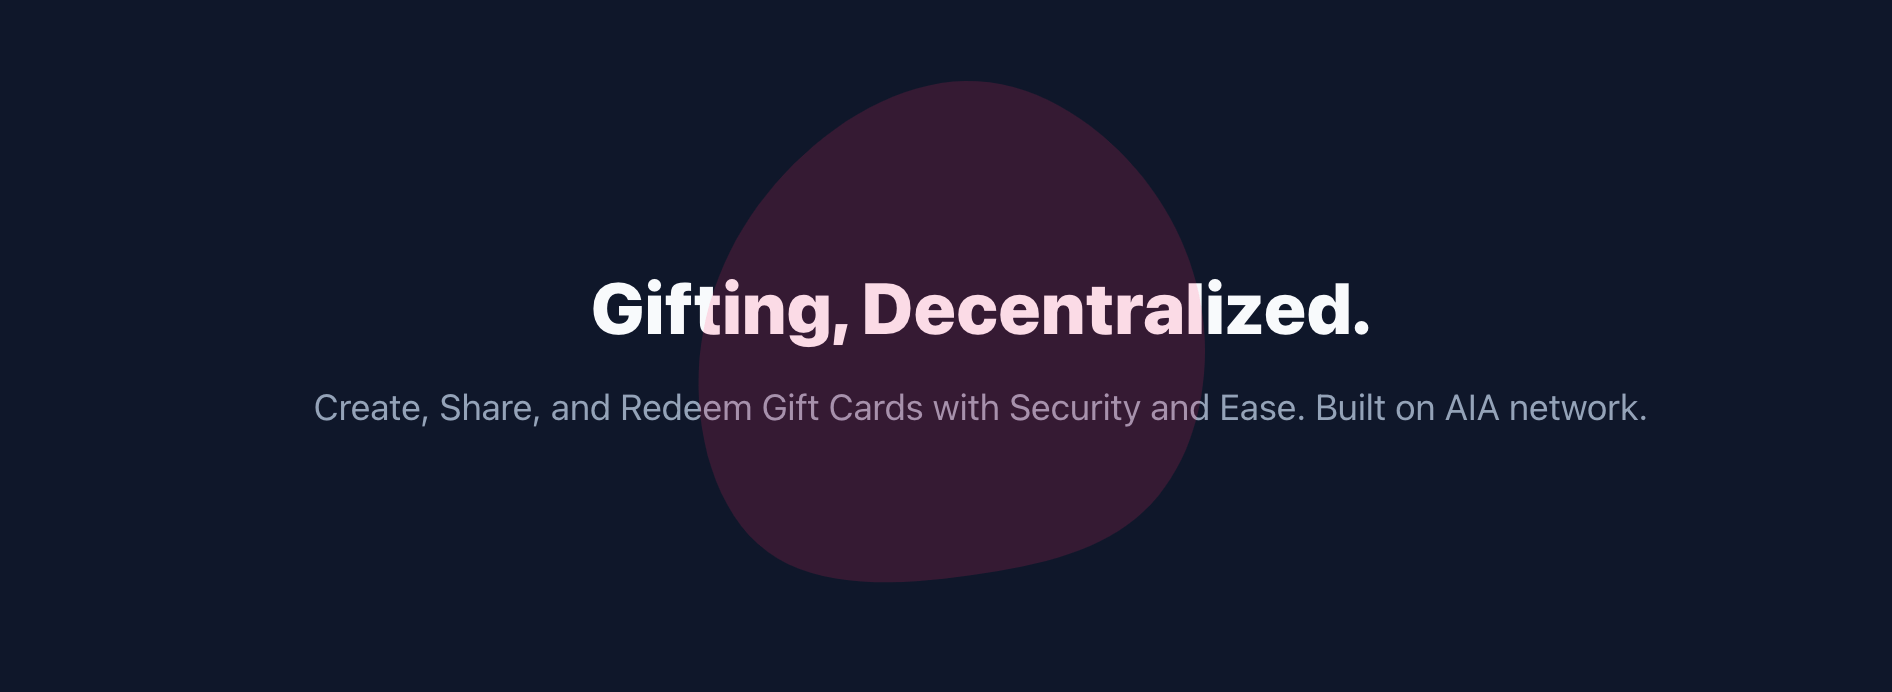 Gifting, Decentralized.
Create, Share, and Redeem Gift Cards with Security and Ease. Built on AIA network.